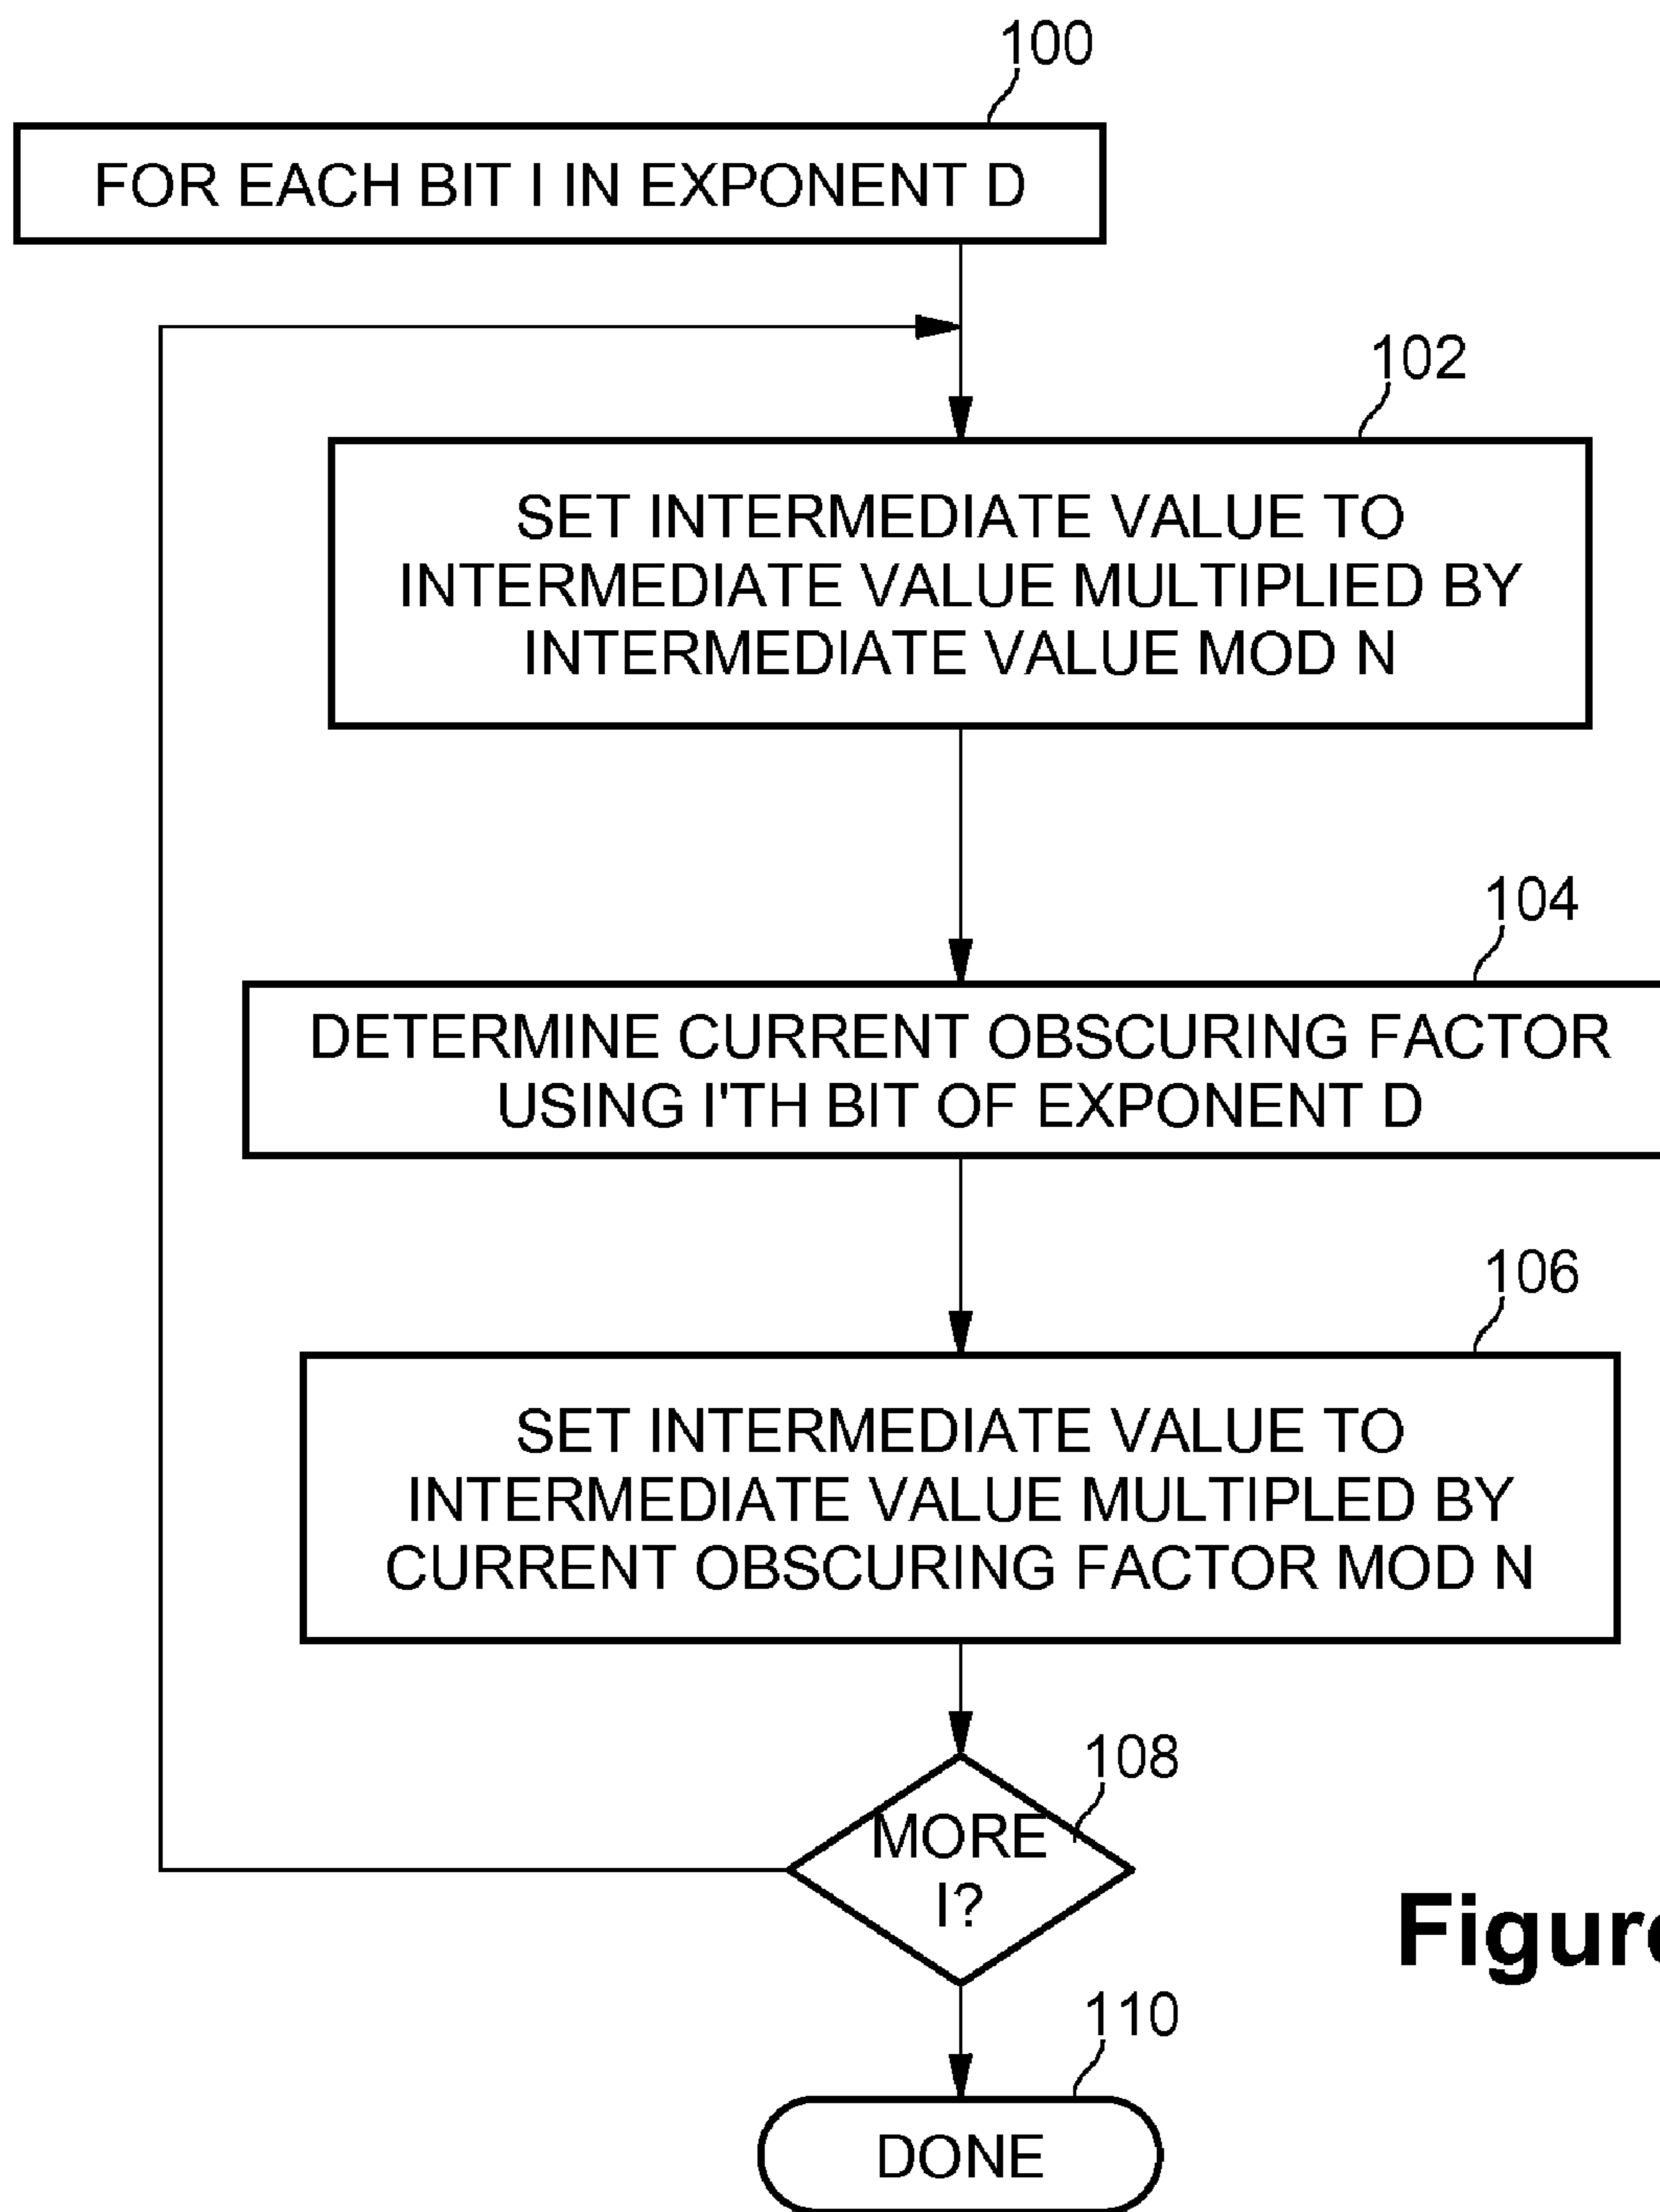 100
FOR EACH BIT I IN EXPONENT D
102
SET INTERMEDIATE VALUE TO
INTERMEDIATE VALUE MULTIPLIED BY
INTERMEDIATE VALUE MOD N
104
DETERMINE CURRENT OBSCURING FACTOR
USING I'TH BIT OF EXPONENT D
106
SET INTERMEDIATE VALUE TO
INTERMEDIATE VALUE MULTIPLED BY
CURRENT OBSCURING FACTOR MOD N
108
MORE
I?
110
DONE